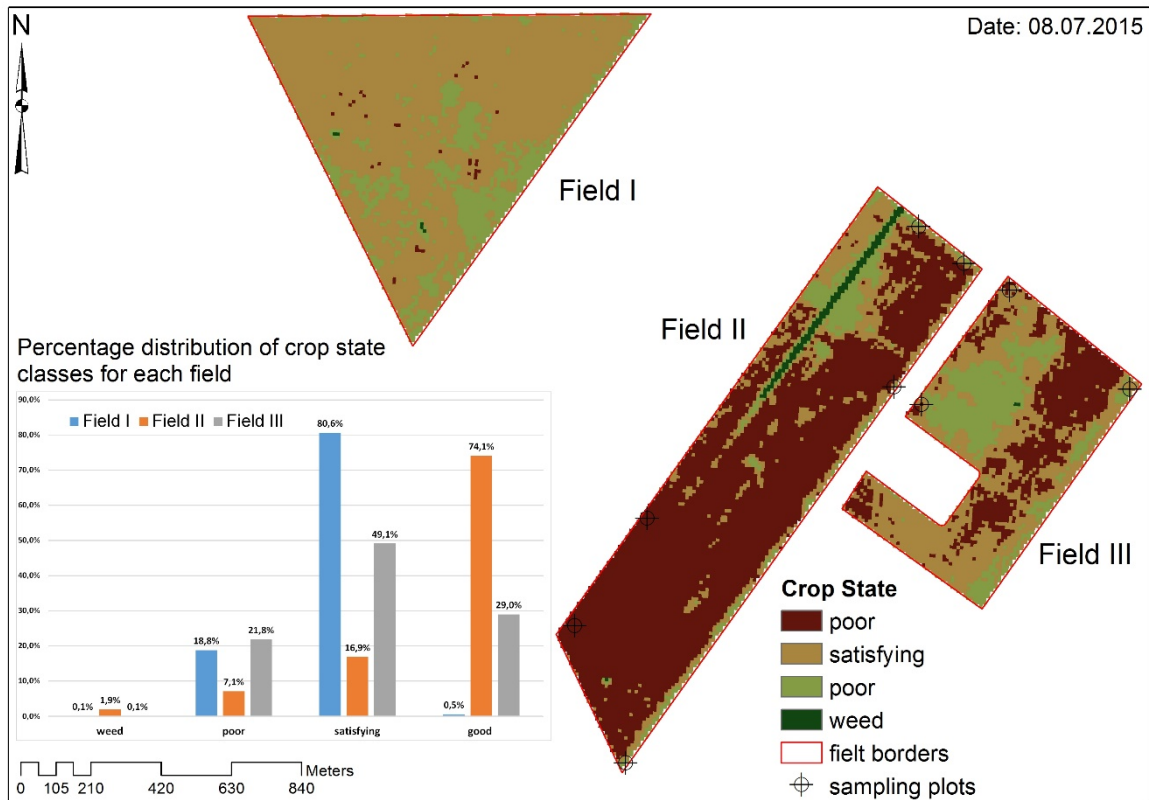 N
Date: 08.07.2015
Field I
Field II
Field III
Percentage distribution of crop state
classes for each field
90,0%
80,0%
70,0%
60,0%
50,0%
40,0%
30,0%
20,0%
10,0%
0,0%
Field I Field II Field III
0,1% 1,9% 0,1%
18,8% 7,1% 21,8%
80,6% 16,9% 49,1%
0,5% 74,1% 29,0%
weed poor satisfying good
Meters
0 105 210 420 630 840
Crop State
poor
satisfying
poor
weed
fielt borders
sampling plots